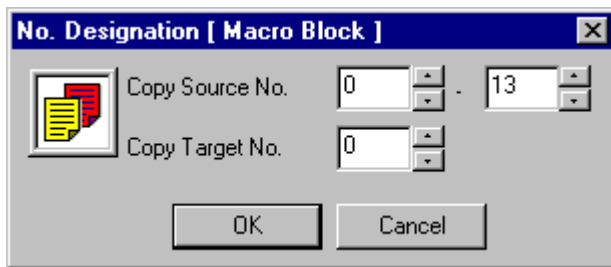 No. Designation [ Macro Block ]
Copy Source No. 0 - 13
Copy Target No. 0
OK Cancel